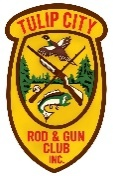 TULIP CITY
ROD & GUN
CLUB
INC.